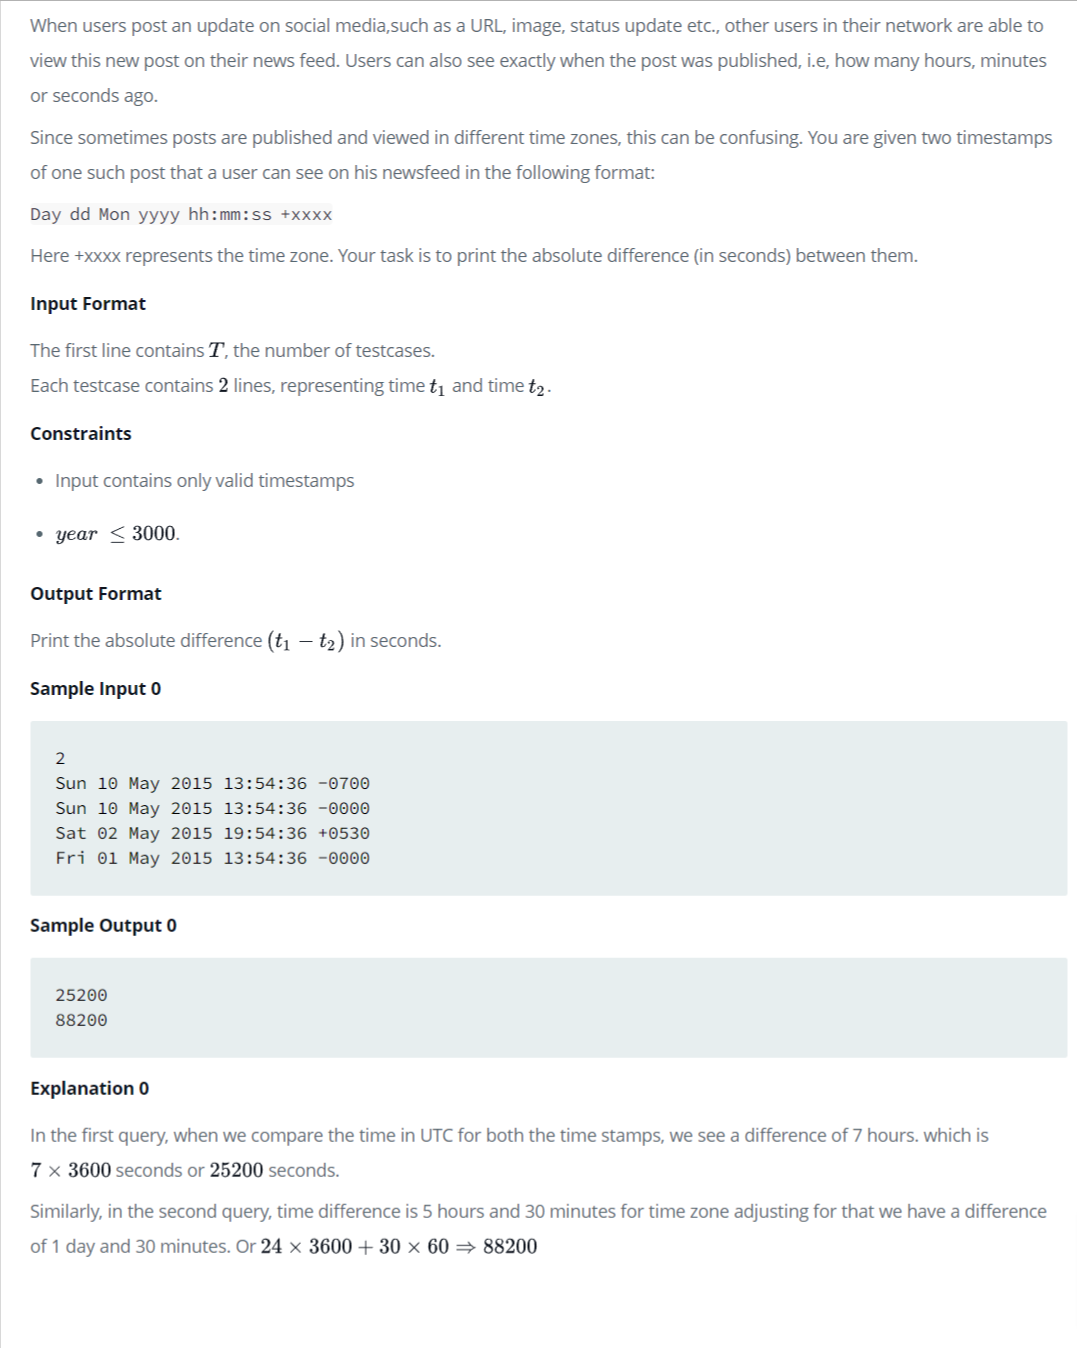 When users post an update on social media,such as a URL, image, status update etc., other users in their network are able to
view this new post on their news feed. Users can also see exactly when the post was published, i.e, how many hours, minutes
or seconds ago.
Since sometimes posts are published and viewed in different time zones, this can be confusing. You are given two timestamps
of one such post that a user can see on his newsfeed in the following format:
Day dd Mon yyyy hh:mm:ss +xxxx
Here +xxxx represents the time zone. Your task is to print the absolute difference (in seconds) between them.
Input Format
The first line contains T, the number of testcases.
Each testcase contains 2 lines, representing time t₁ and time t₂.
Constraints
• Input contains only valid timestamps
• year ≤ 3000.
Output Format
Print the absolute difference (t₁ − t₂) in seconds.
Sample Input 0
2
Sun 10 May 2015 13:54:36 -0700
Sun 10 May 2015 13:54:36 -0000
Sat 02 May 2015 19:54:36 +0530
Fri 01 May 2015 13:54:36 -0000
Sample Output 0
25200
88200
Explanation 0
In the first query, when we compare the time in UTC for both the time stamps, we see a difference of 7 hours. which is
7 × 3600 seconds or 25200 seconds.
Similarly, in the second query, time difference is 5 hours and 30 minutes for time zone adjusting for that we have a difference
of 1 day and 30 minutes. Or 24 × 3600 + 30 × 60 ⇒ 88200